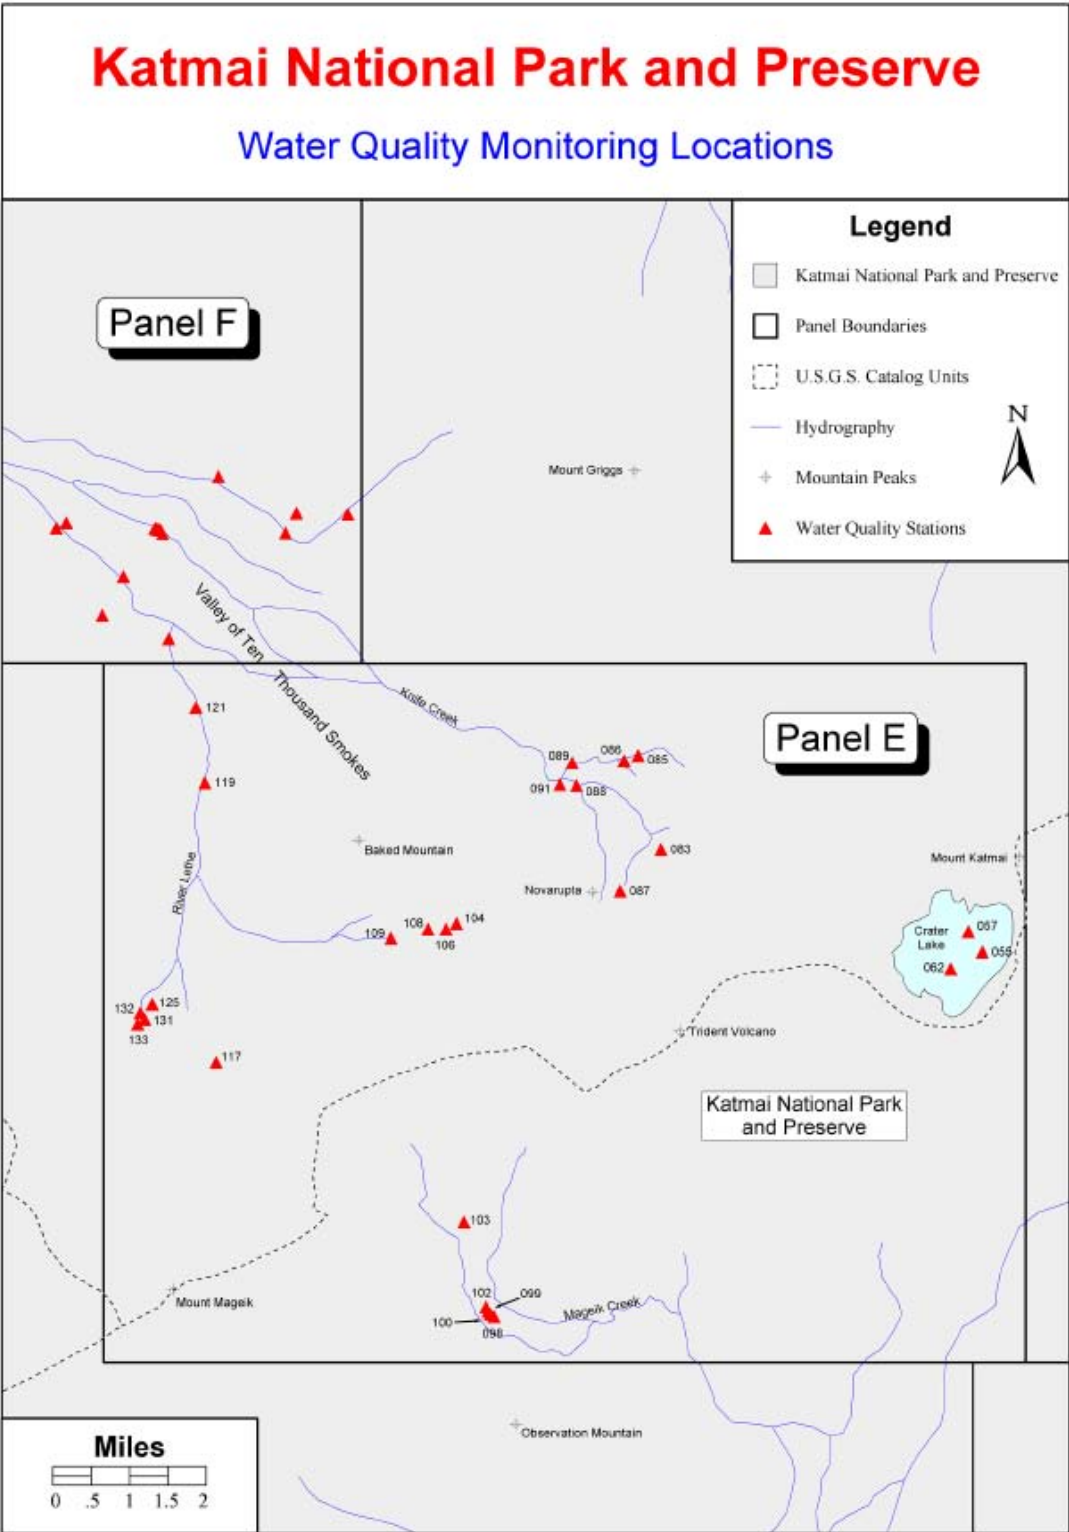 Katmai National Park and Preserve
Water Quality Monitoring Locations
Legend
Katmai National Park and Preserve
Panel Boundaries
U.S.G.S. Catalog Units
Hydrography
Mountain Peaks
Water Quality Stations
N
Panel F
Mount Griggs
Valley of Ten
Thousand Smokes
Knife Creek
Panel E
121
119
089
086
085
091
088
083
087
Baked Mountain
Novarupta
Mount Katmai
River Lethe
104
108
106
109
Crater
Lake
057
055
062
125
132
131
133
117
Trident Volcano
Katmai National Park
and Preserve
103
102
099
100
098
Mageik Creek
Mount Mageik
Observation Mountain
Miles
0 .5 1 1.5 2